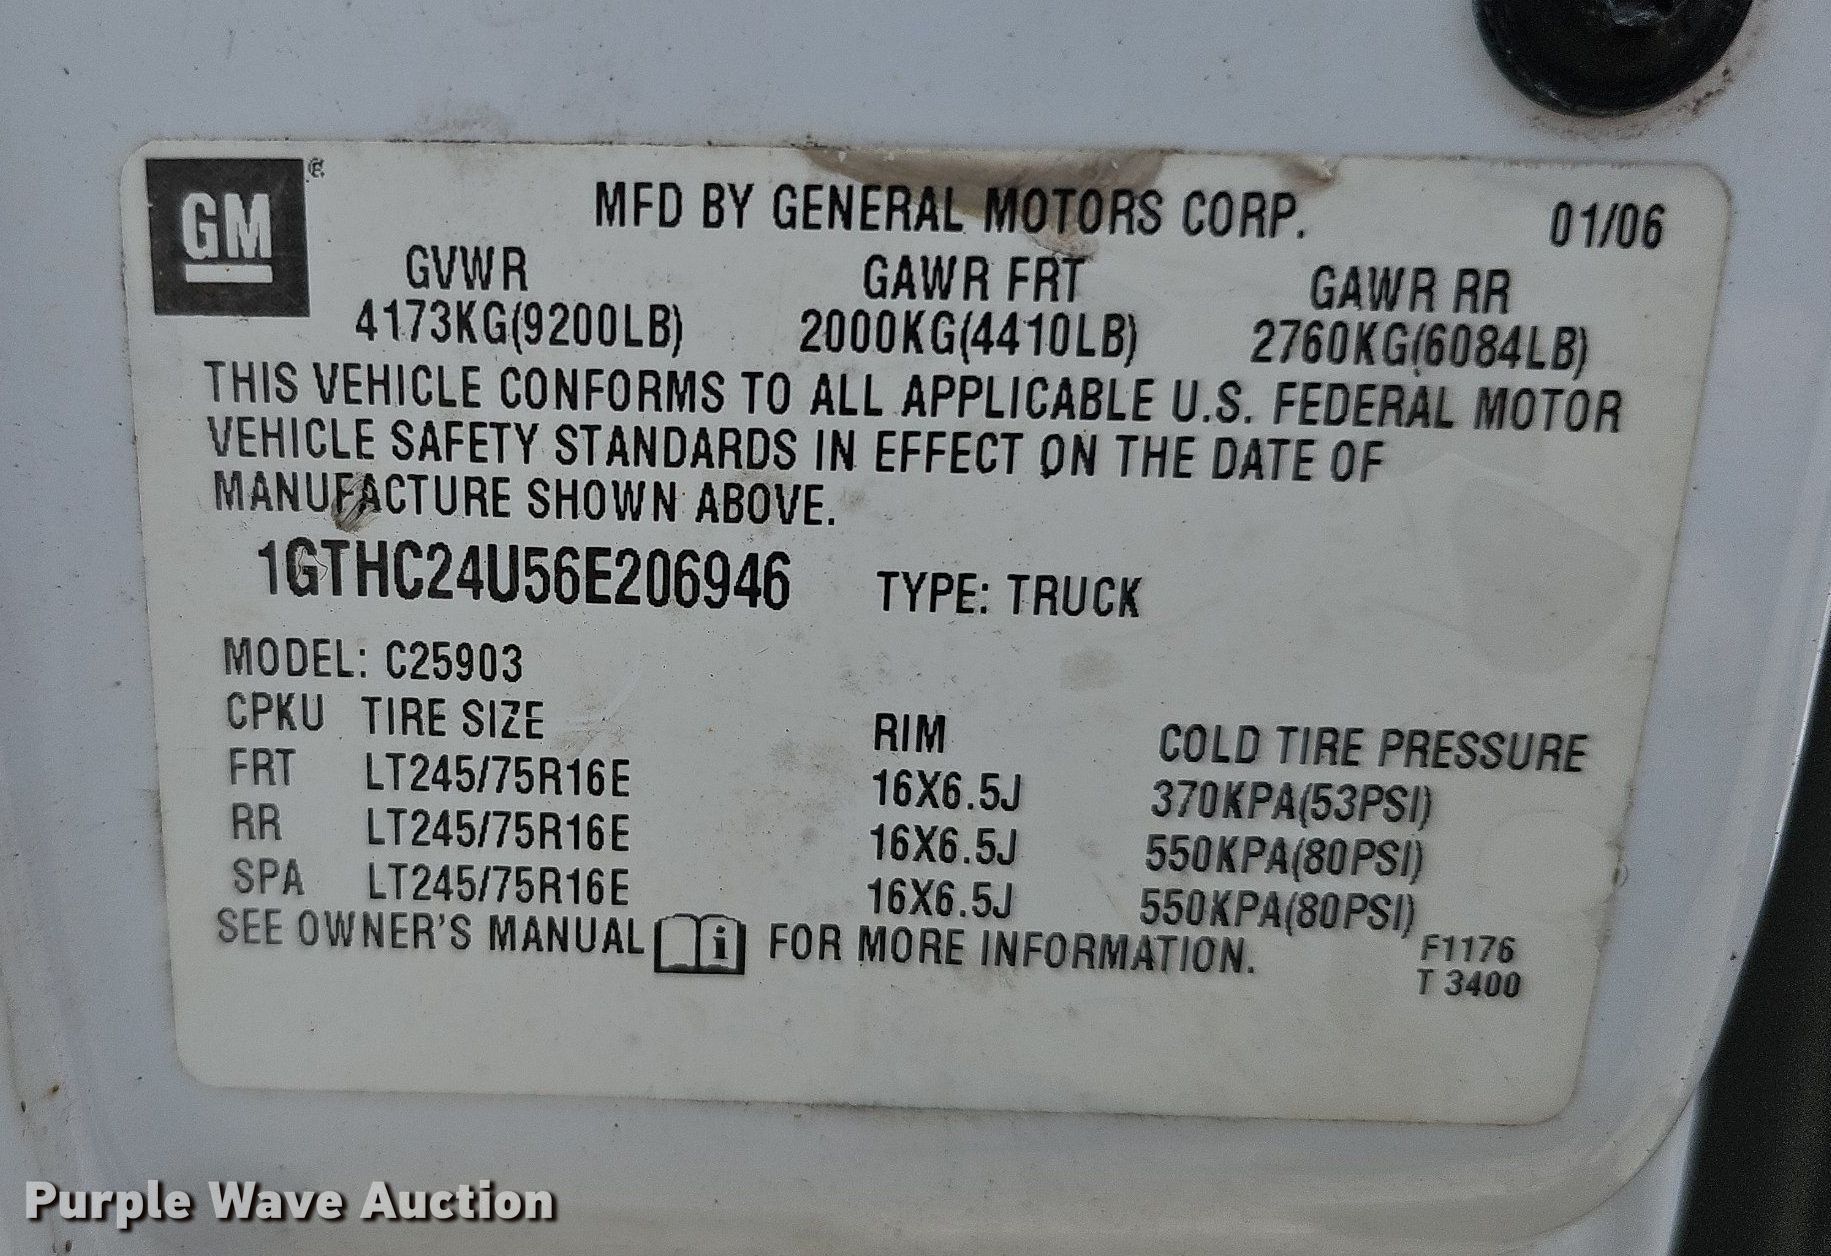 GM
MFD BY GENERAL MOTORS CORP. 01/06
GVWR GAWR FRT GAWR RR
4173KG(9200LB) 2000KG(4410LB) 2760KG(6084LB)
THIS VEHICLE CONFORMS TO ALL APPLICABLE U.S. FEDERAL MOTOR
VEHICLE SAFETY STANDARDS IN EFFECT ON THE DATE OF
MANUFACTURE SHOWN ABOVE.
1GTHC24U56E206946 TYPE: TRUCK
MODEL: C25903
CPKU TIRE SIZE RIM COLD TIRE PRESSURE
FRT LT245/75R16E 16X6.5J 370KPA(53PSI)
RR LT245/75R16E 16X6.5J 550KPA(80PSI)
SPA LT245/75R16E 16X6.5J 550KPA(80PSI)
SEE OWNER'S MANUAL i FOR MORE INFORMATION.
F1176
T 3400
Purple Wave Auction